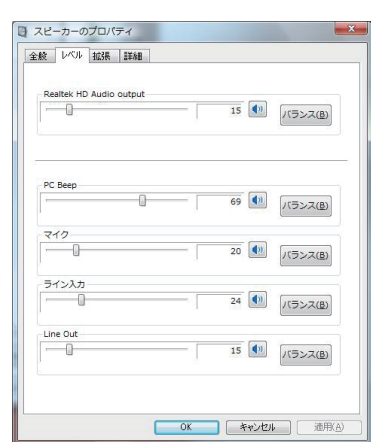 スピーカーのプロパティ
全般 レベル 拡張 詳細
Realtek HD Audio output
15 バランス(B)
PC Beep
69 バランス(B)
マイク
20 バランス(B)
ライン入力
24 バランス(B)
Line Out
15 バランス(B)
OK キャンセル 適用(A)